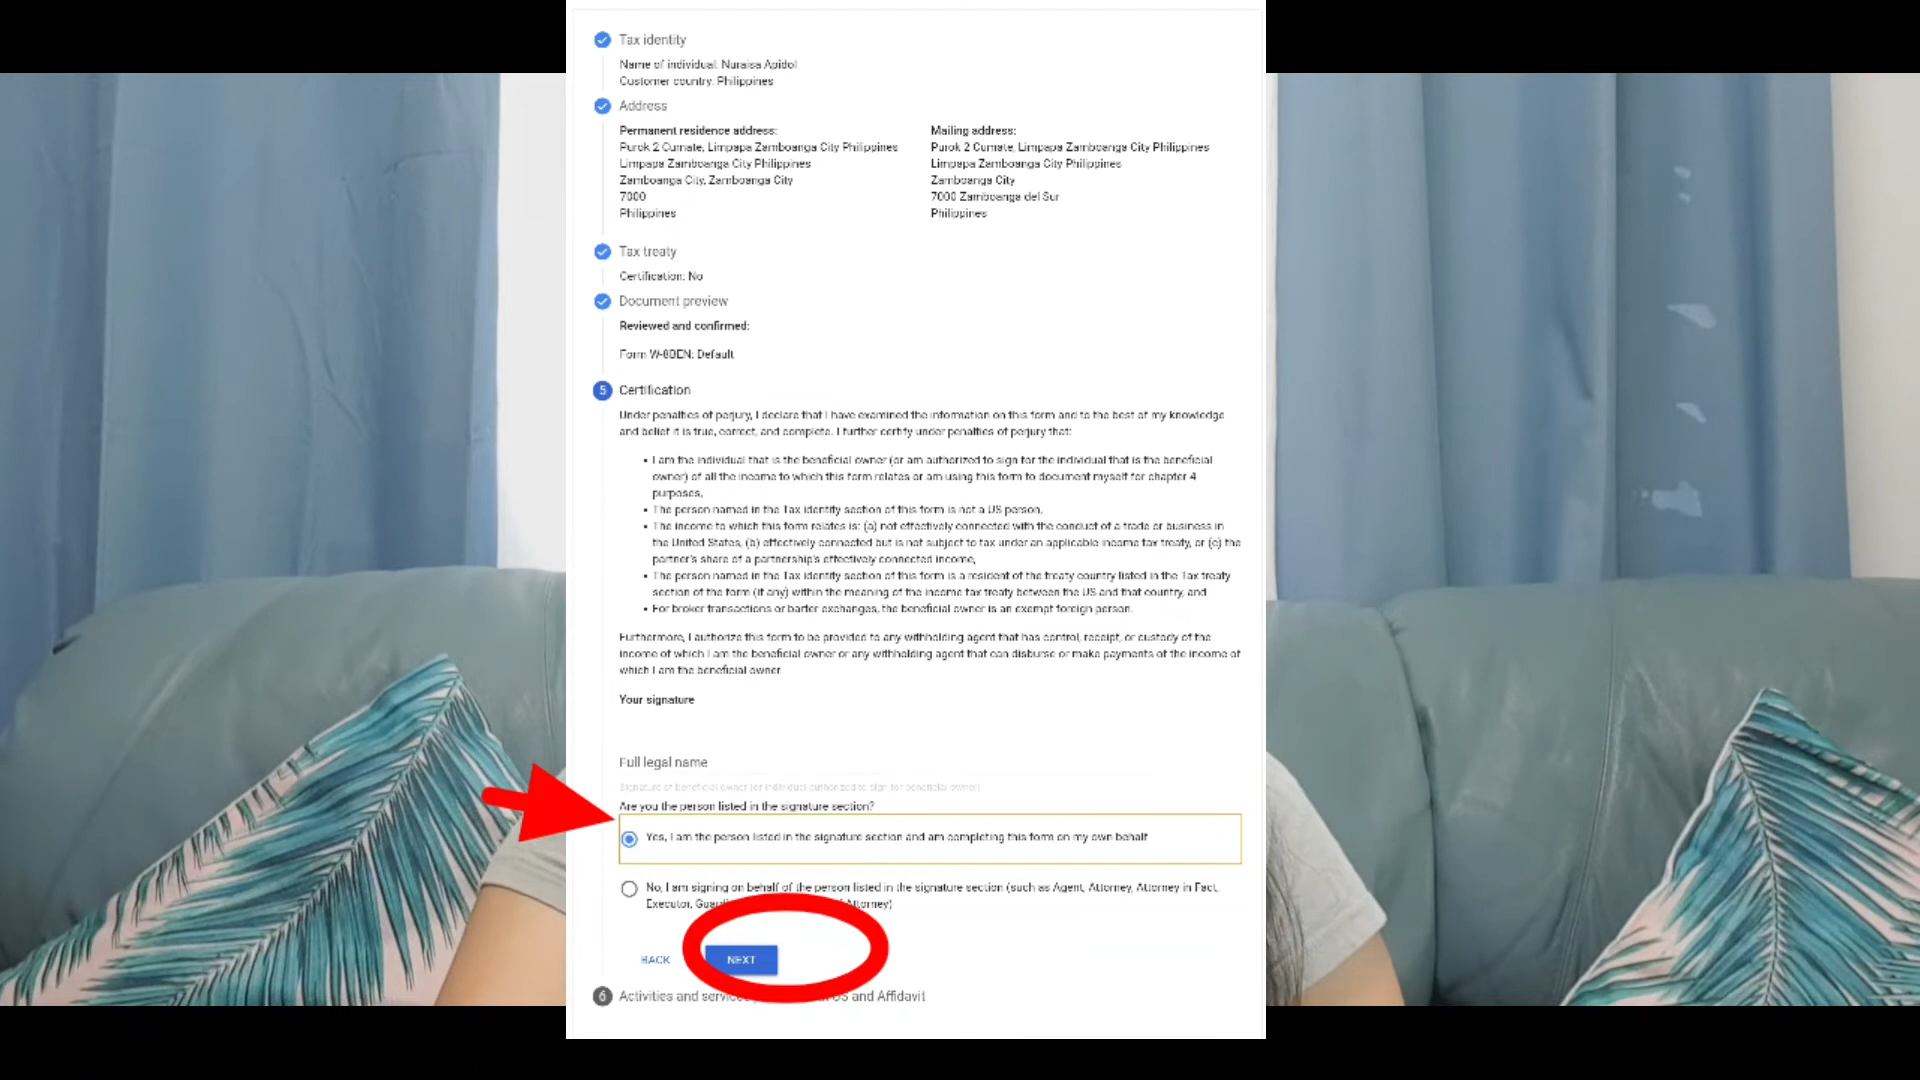 Tax identity
Name of individual: Nuraisa Apidol
Customer country: Philippines
Address
Permanent residence address:
Purok 2 Cumate, Limpapa Zamboanga City Philippines
Limpapa Zamboanga City Philippines
Zamboanga City, Zamboanga City
7000
Philippines
Mailing address:
Purok 2 Cumate, Limpapa Zamboanga City Philippines
Limpapa Zamboanga City Philippines
Zamboanga City
7000 Zamboanga del Sur
Philippines
Tax treaty
Certification: No
Document preview
Reviewed and confirmed:
Form W-8BEN: Default
5 Certification
Under penalties of perjury, I declare that I have examined the information on this form and to the best of my knowledge
and belief it is true, correct, and complete. I further certify under penalties of perjury that:
• I am the individual that is the beneficial owner (or am authorized to sign for the individual that is the beneficial
owner) of all the income to which this form relates or am using this form to document myself for chapter 4
purposes,
• The person named in the Tax identity section of this form is not a US person,
• The income to which this form relates is: (a) not effectively connected with the conduct of a trade or business in
the United States, (b) effectively connected but is not subject to tax under an applicable income tax treaty, or (c) the
partner's share of a partnership's effectively connected income,
• The person named in the Tax identity section of this form is a resident of the treaty country listed in the Tax treaty
section of the form (if any) within the meaning of the income tax treaty between the US and that country, and
• For broker transactions or barter exchanges, the beneficial owner is an exempt foreign person.
Furthermore, I authorize this form to be provided to any withholding agent that has control, receipt, or custody of the
income of which I am the beneficial owner or any withholding agent that can disburse or make payments of the income of
which I am the beneficial owner.
Your signature
Full legal name
Signature of beneficial owner (or individual authorized to sign for beneficial owner)
Are you the person listed in the signature section?
Yes, I am the person listed in the signature section and am completing this form on my own behalf
No, I am signing on behalf of the person listed in the signature section (such as Agent, Attorney, Attorney in Fact,
Executor, Attorney)
BACK NEXT
6 Activities and services and Affidavit